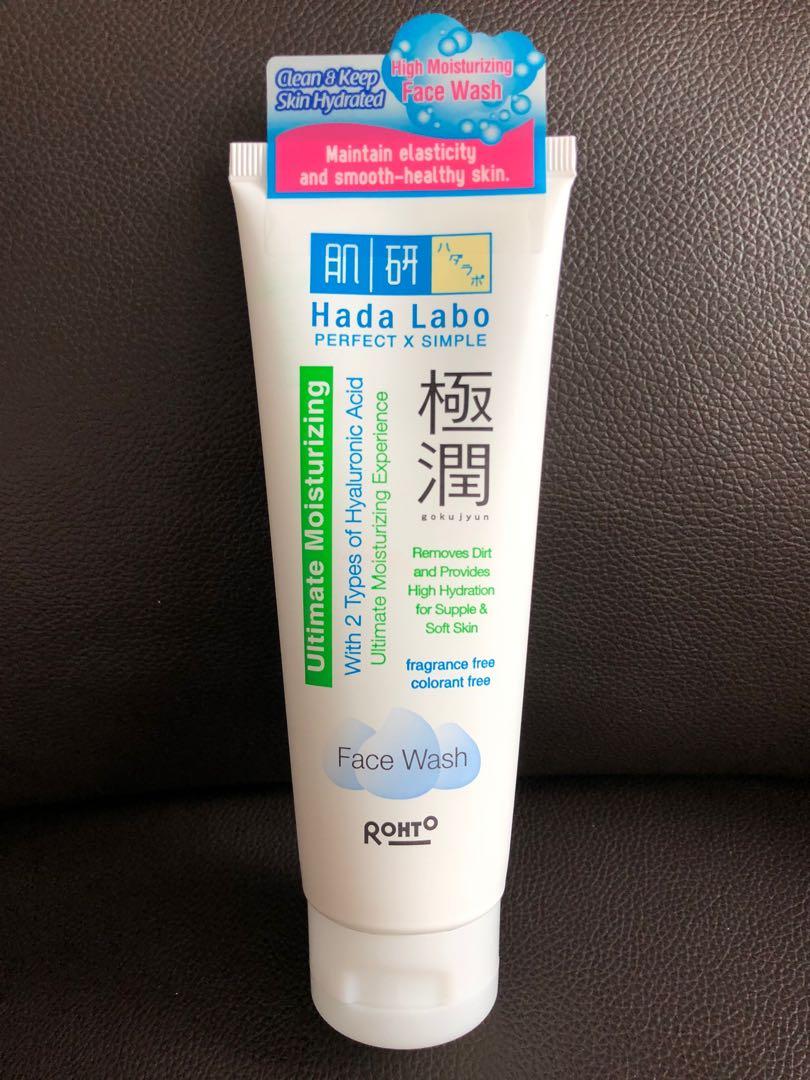 Clean & Keep
Skin Hydrated
High Moisturizing
Face Wash
Maintain elasticity
and smooth-healthy skin.
肌研
ハダラボ
Hada Labo
PERFECT X SIMPLE
Ultimate Moisturizing
With 2 Types of Hyaluronic Acid
Ultimate Moisturizing Experience
極潤
gokujyun
Removes Dirt
and Provides
High Hydration
for Supple &
Soft Skin
fragrance free
colorant free
Face Wash
ROHTO